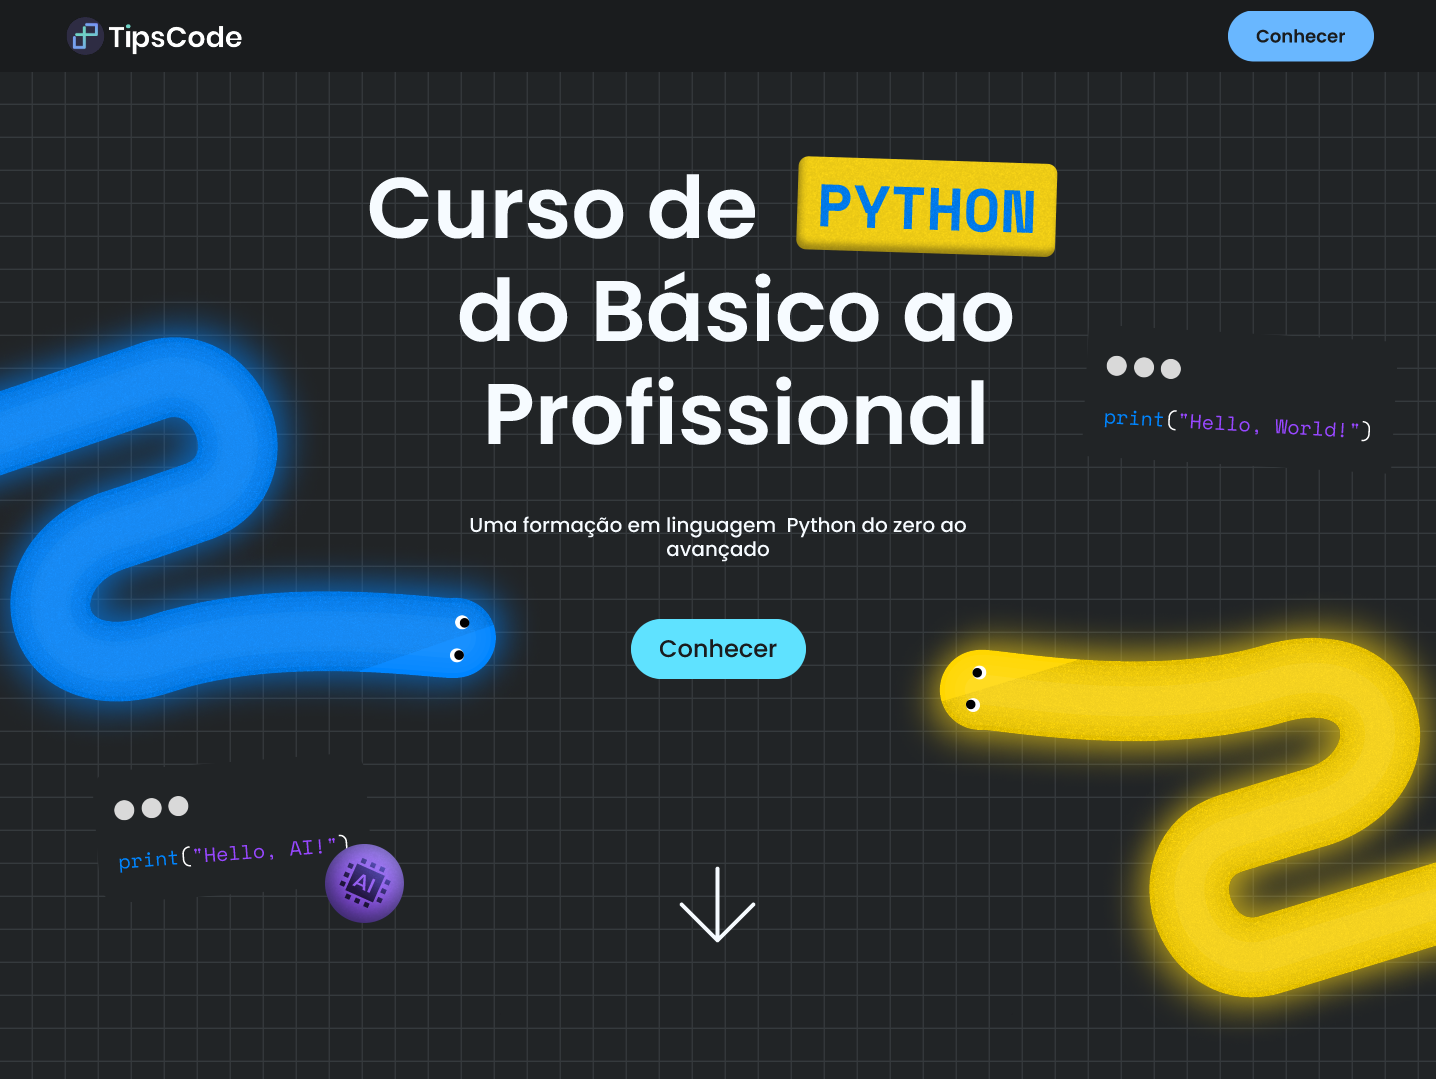 TipsCode
Conhecer
Curso de PYTHON
do Básico ao
Profissional
print("Hello, World!")
Uma formação em linguagem  Python do zero ao
avançado
Conhecer
print("Hello, AI!")
AI